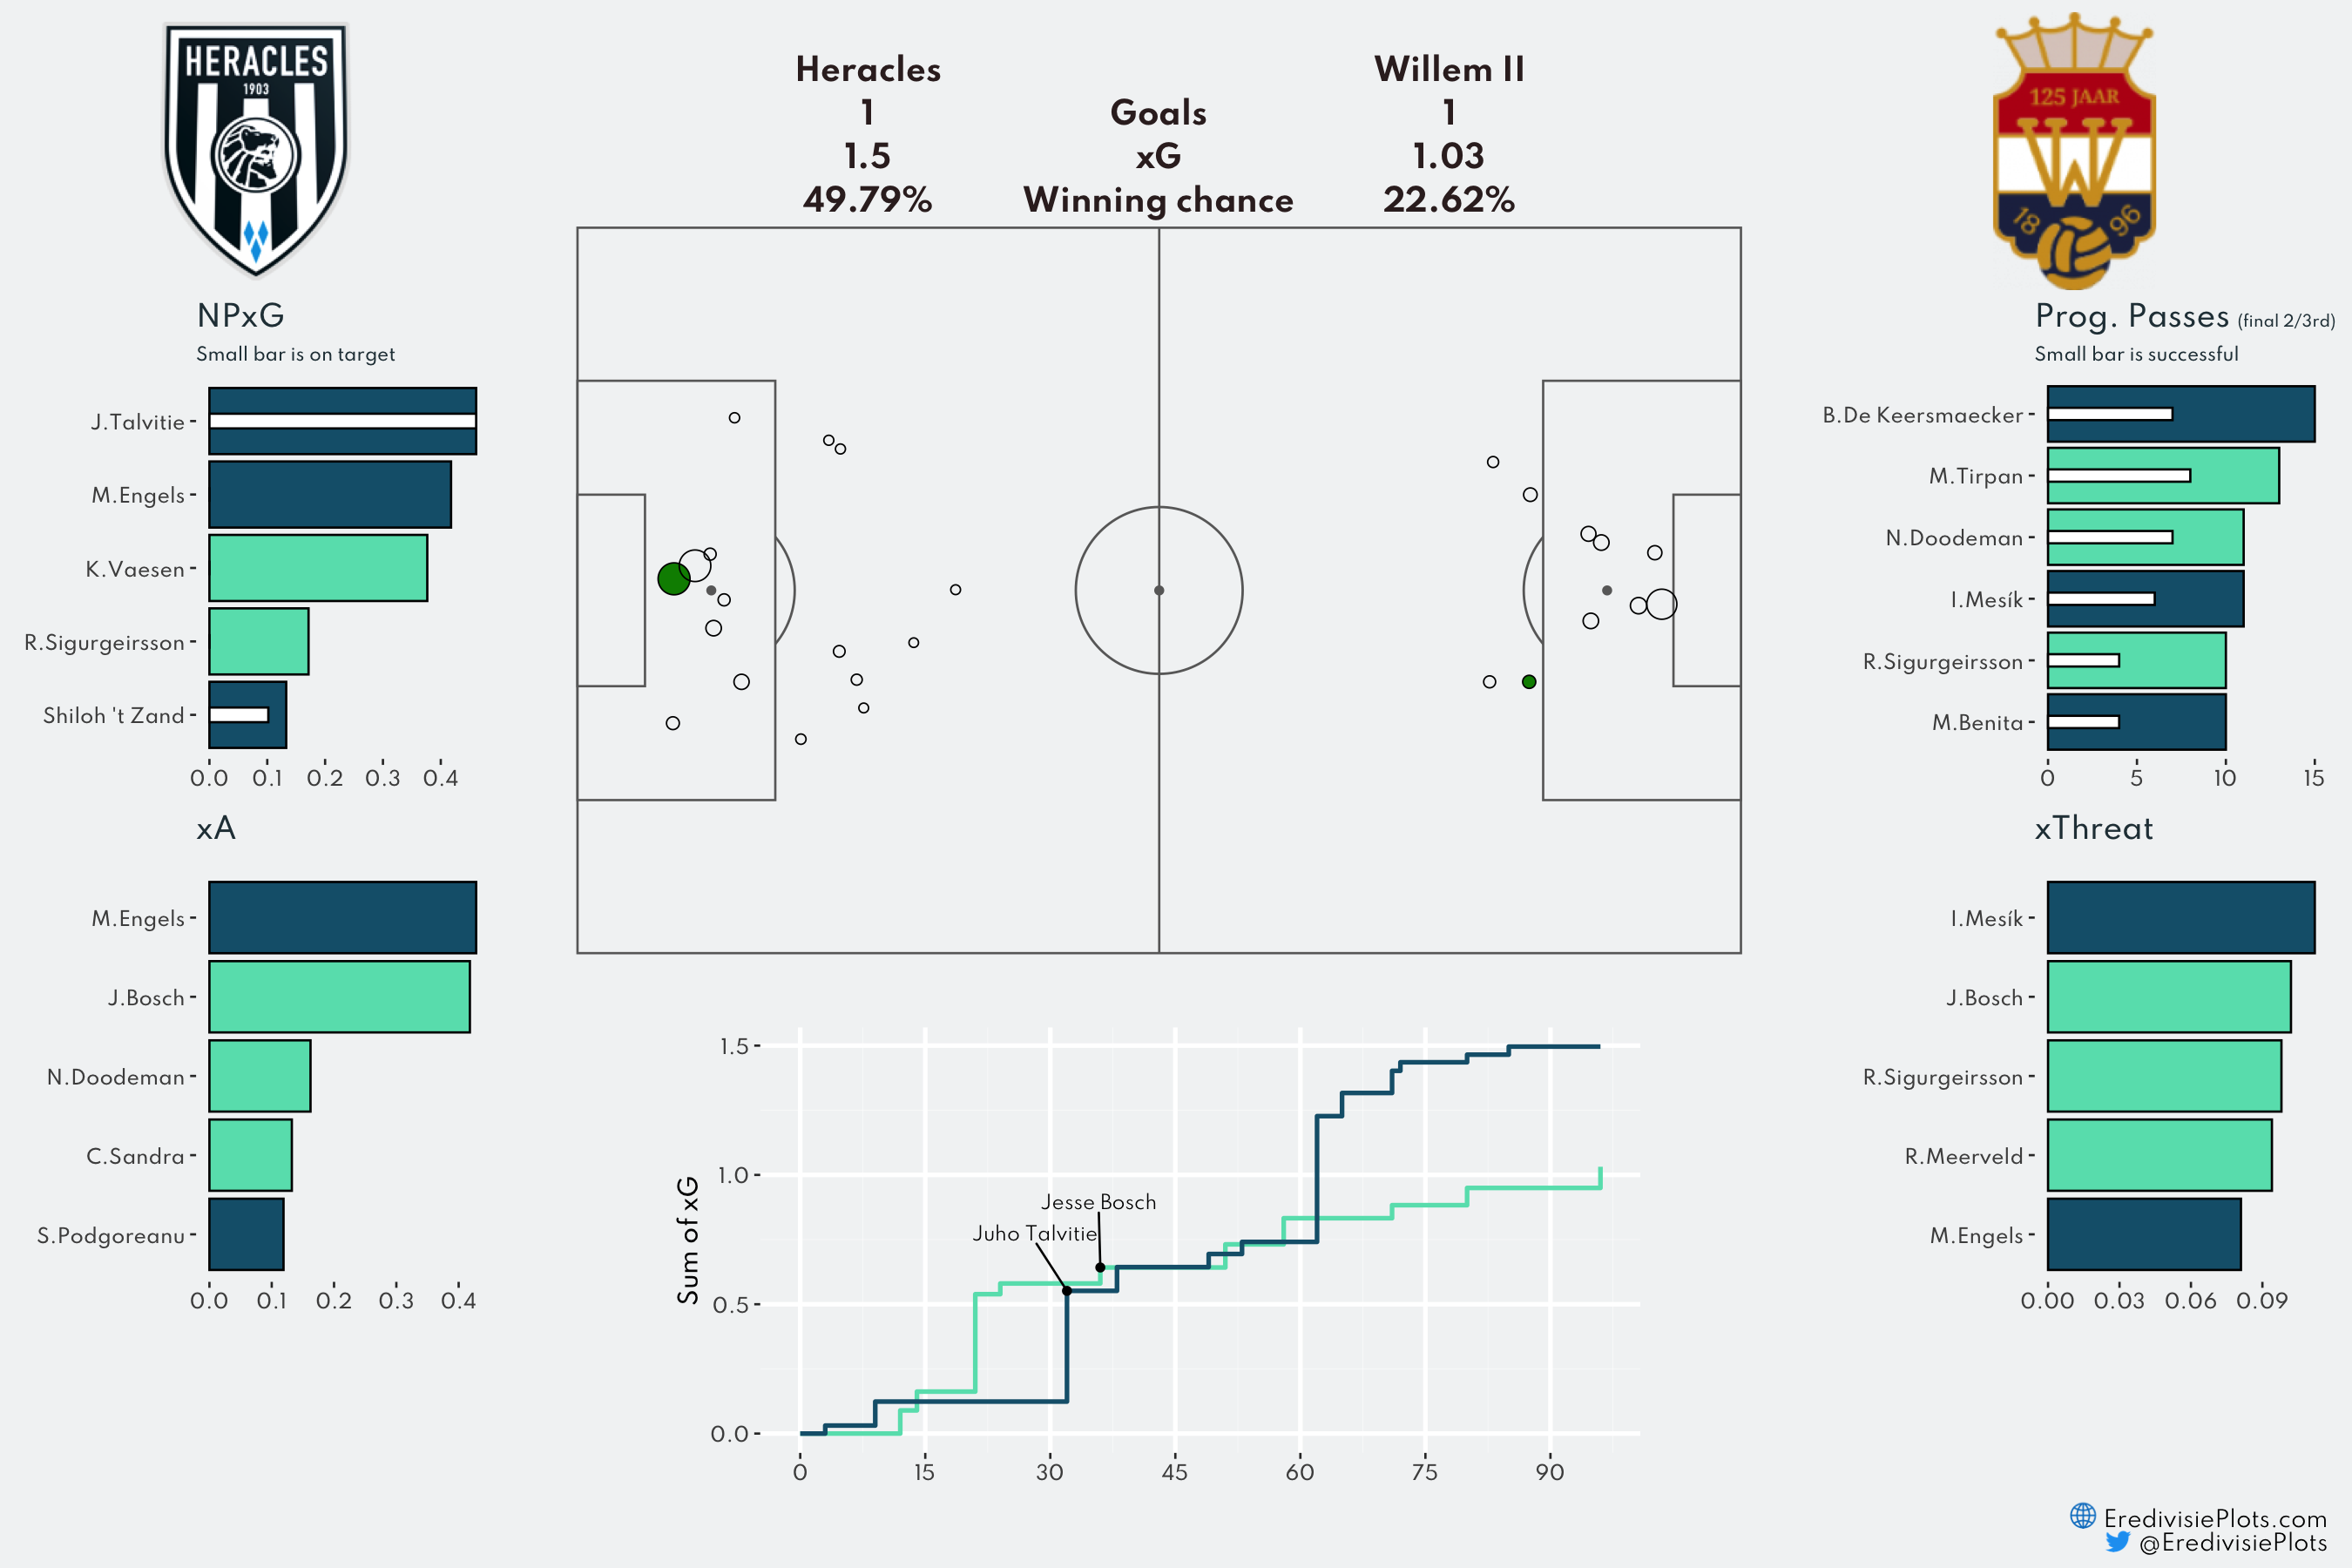 HERACLES
1903
Heracles
Willem II
1
Goals
1
1.5
xG
1.03
49.79%
Winning chance
22.62%
125 JAAR
W
18
96
NPxG
Small bar is on target
J.Talvitie
M.Engels
K.Vaesen
R.Sigurgeirsson
Shiloh 't Zand
0.0 0.1 0.2 0.3 0.4
xA
M.Engels
J.Bosch
N.Doodeman
C.Sandra
S.Podgoreanu
0.0 0.1 0.2 0.3 0.4
Sum of xG
1.5
1.0
0.5
0.0
Jesse Bosch
Juho Talvitie
0 15 30 45 60 75 90
Prog. Passes (final 2/3rd)
Small bar is successful
B.De Keersmaecker
M.Tirpan
N.Doodeman
I.Mesík
R.Sigurgeirsson
M.Benita
0 5 10 15
xThreat
I.Mesík
J.Bosch
R.Sigurgeirsson
R.Meerveld
M.Engels
0.00 0.03 0.06 0.09
EredivisiePlots.com
@EredivisiePlots